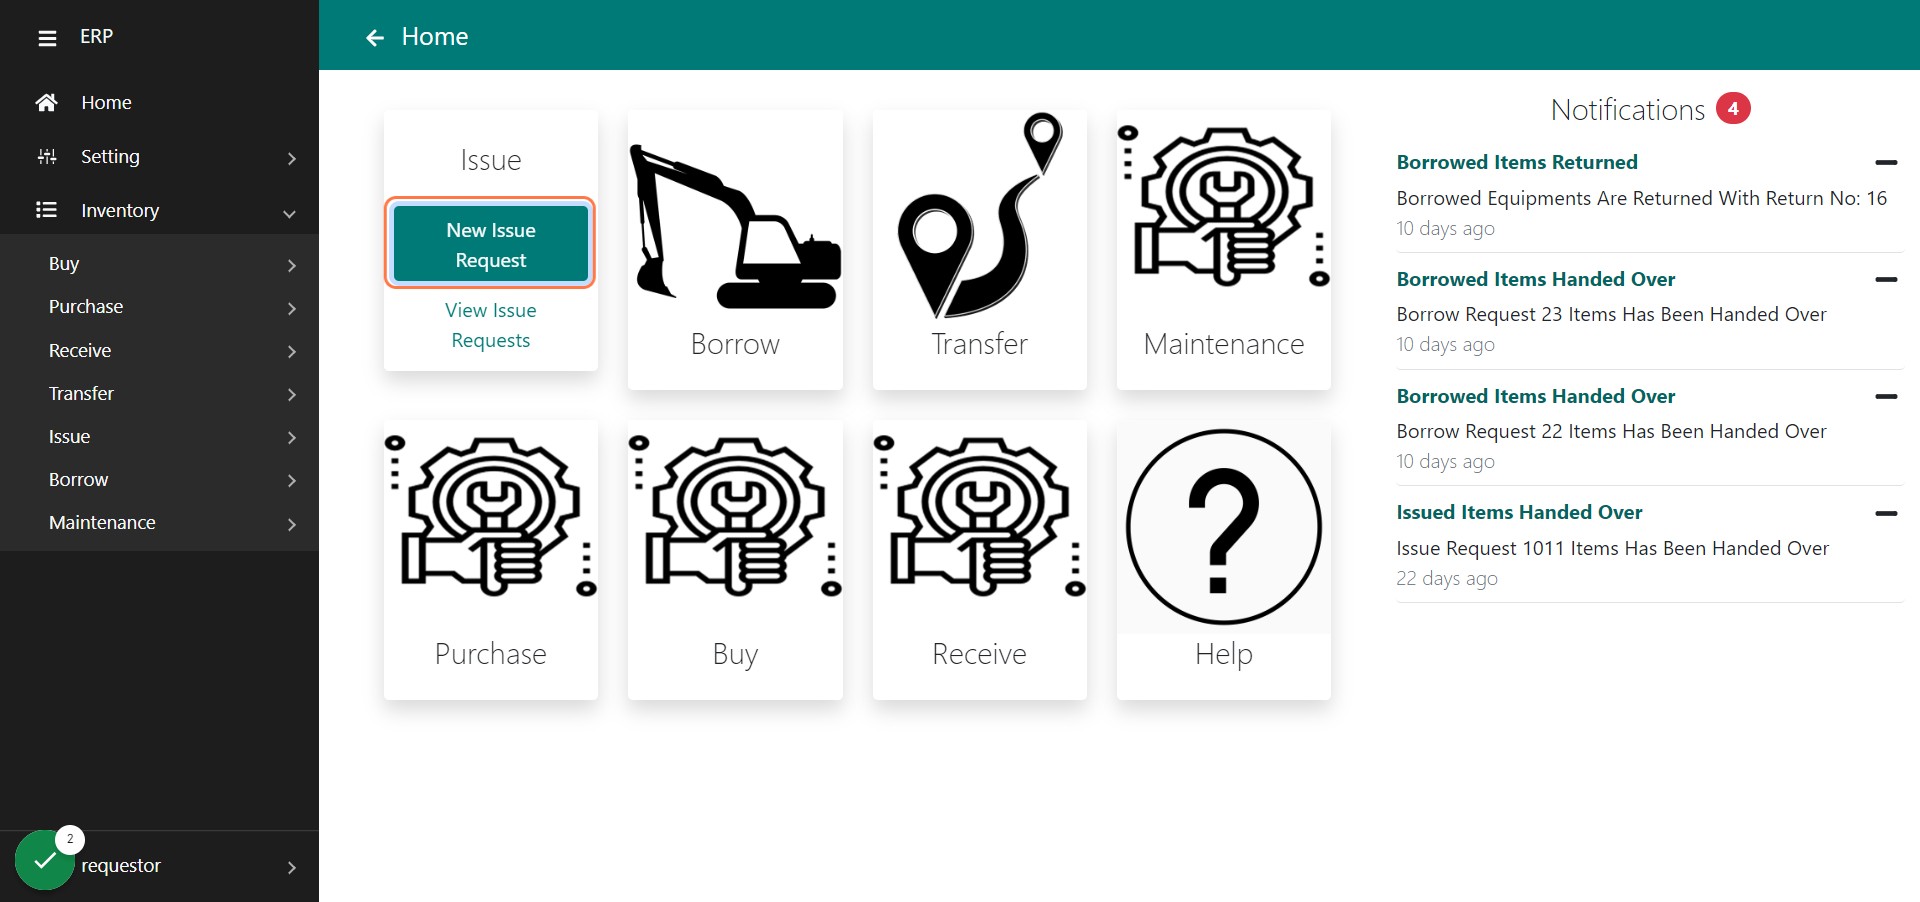 ERP
Home
Setting
Inventory
Buy
Purchase
Receive
Transfer
Issue
Borrow
Maintenance
2
requestor
Home
Issue
New Issue
Request
View Issue
Requests
Borrow
Transfer
Maintenance
Purchase
Buy
Receive
?
Help
Notifications 4
Borrowed Items Returned
Borrowed Equipments Are Returned With Return No: 16
10 days ago
Borrowed Items Handed Over
Borrow Request 23 Items Has Been Handed Over
10 days ago
Borrowed Items Handed Over
Borrow Request 22 Items Has Been Handed Over
10 days ago
Issued Items Handed Over
Issue Request 1011 Items Has Been Handed Over
22 days ago